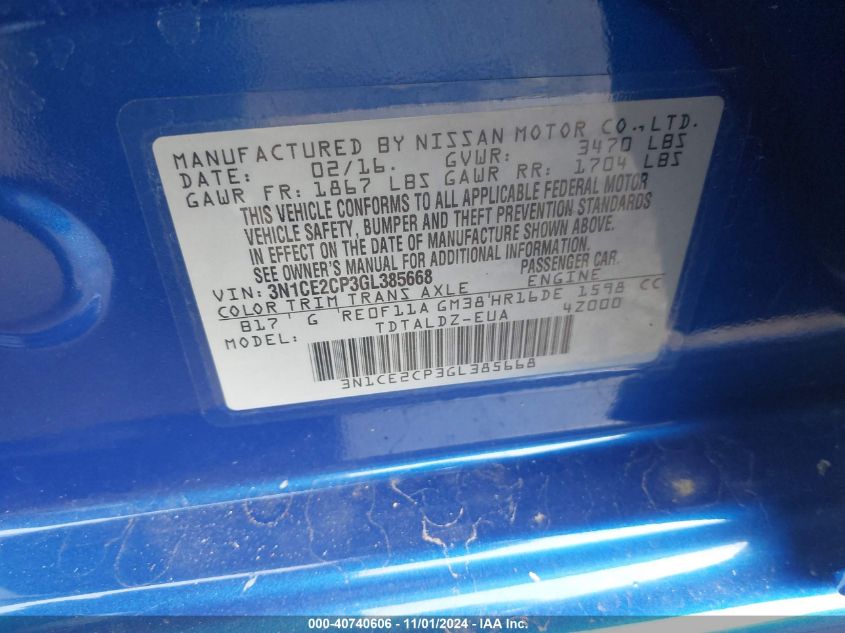 MANUFACTURED BY NISSAN MOTOR CO., LTD.
DATE: 02/16. GVWR: 3470 LBS
GAWR FR: 1867 LBS GAWR RR: 1704 LBS
THIS VEHICLE CONFORMS TO ALL APPLICABLE FEDERAL MOTOR
VEHICLE SAFETY, BUMPER AND THEFT PREVENTION STANDARDS
IN EFFECT ON THE DATE OF MANUFACTURE SHOWN ABOVE.
SEE OWNER'S MANUAL FOR ADDITIONAL INFORMATION.
VIN: 3N1CE2CP3GL385668 PASSENGER CAR.
COLOR TRIM TRANS AXLE ENGINE
B17 G RE0F11A GM38 HR16DE 1598 CC
MODEL: TDTALDZ-EUA 4Z000
3N1CE2CP3GL385668
000-40740606 - 11/01/2024 - IAA Inc.